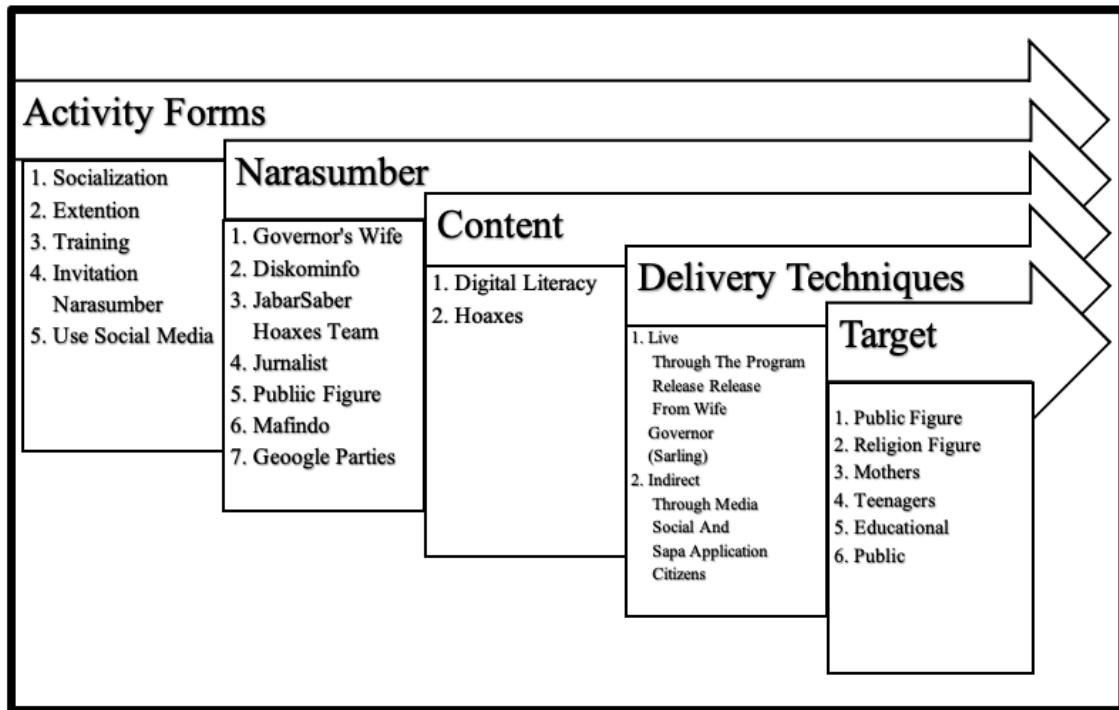 Activity Forms
1. Socialization
2. Extention
3. Training
4. Invitation
Narasumber
5. Use Social Media
Narasumber
1. Governor's Wife
2. Diskominfo
3. JabarSaber
Hoaxes Team
4. Jurnalist
5. Publiic Figure
6. Mafindo
7. Geoogle Parties
Content
1. Digital Literacy
2. Hoaxes
Delivery Techniques
1. Live
Through The Program
Release Release
From Wife
Governor
(Sarling)
2. Indirect
Through Media
Social And
Sapa Application
Citizens
Target
1. Public Figure
2. Religion Figure
3. Mothers
4. Teenagers
5. Educational
6. Public